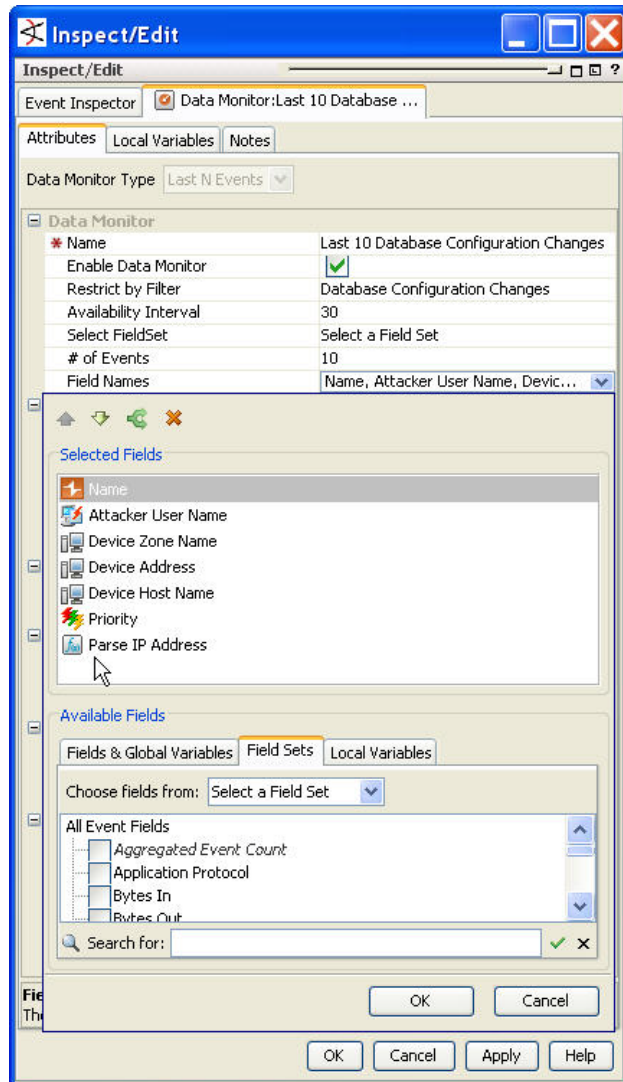 Inspect/Edit
Inspect/Edit ?
Event Inspector Data Monitor:Last 10 Database ...
Attributes Local Variables Notes
Data Monitor Type Last N Events
Data Monitor
* Name Last 10 Database Configuration Changes
Enable Data Monitor
Restrict by Filter Database Configuration Changes
Availability Interval 30
Select FieldSet Select a Field Set
# of Events 10
Field Names Name, Attacker User Name, Devic...
Selected Fields
Name
Attacker User Name
Device Zone Name
Device Address
Device Host Name
Priority
Parse IP Address
Available Fields
Fields & Global Variables Field Sets Local Variables
Choose fields from: Select a Field Set
All Event Fields
Aggregated Event Count
Application Protocol
Bytes In
Bytes Out
Search for:
OK Cancel
Fie
The
OK Cancel Apply Help